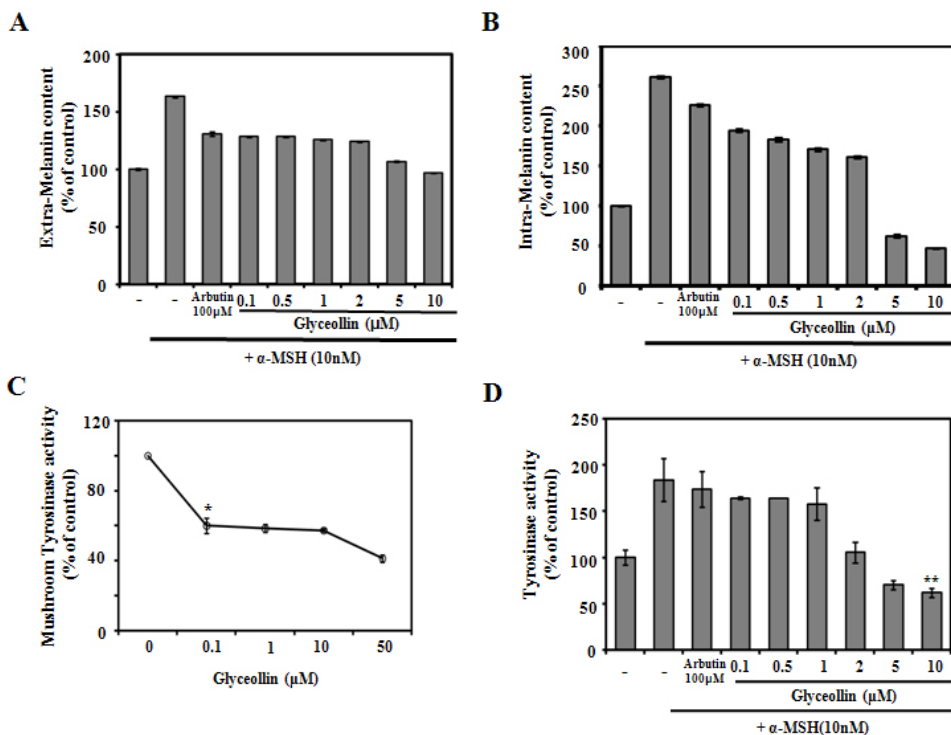 A
Extra-Melanin content
(% of control)
200
150
100
50
0
- - Arbutin 100μM 0.1 0.5 1 2 5 10
Glyceollin (μM)
+ α-MSH (10nM)
B
Intra-Melanin content
(% of control)
300
250
200
150
100
50
0
- - Arbutin 100μM 0.1 0.5 1 2 5 10
Glyceollin (μM)
+ α-MSH (10nM)
C
Mushroom Tyrosinase activity
(% of control)
120
80
40
0
*
0 0.1 1 10 50
Glyceollin (μM)
D
Tyrosinase activity
(% of control)
250
200
150
100
50
0
**
- - Arbutin 100μM 0.1 0.5 1 2 5 10
Glyceollin (μM)
+ α-MSH(10nM)